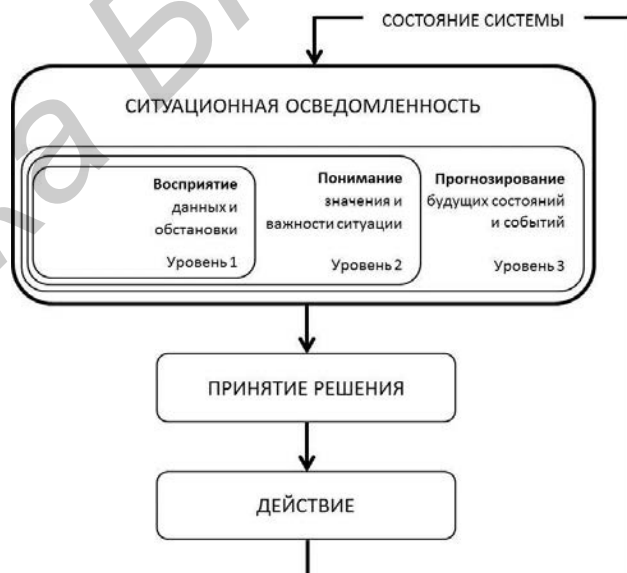 СОСТОЯНИЕ СИСТЕМЫ
СИТУАЦИОННАЯ ОСВЕДОМЛЕННОСТЬ
Восприятие
данных и
обстановки
Уровень 1
Понимание
значения и
важности ситуации
Уровень 2
Прогнозирование
будущих состояний
и событий
Уровень 3
ПРИНЯТИЕ РЕШЕНИЯ
ДЕЙСТВИЕ